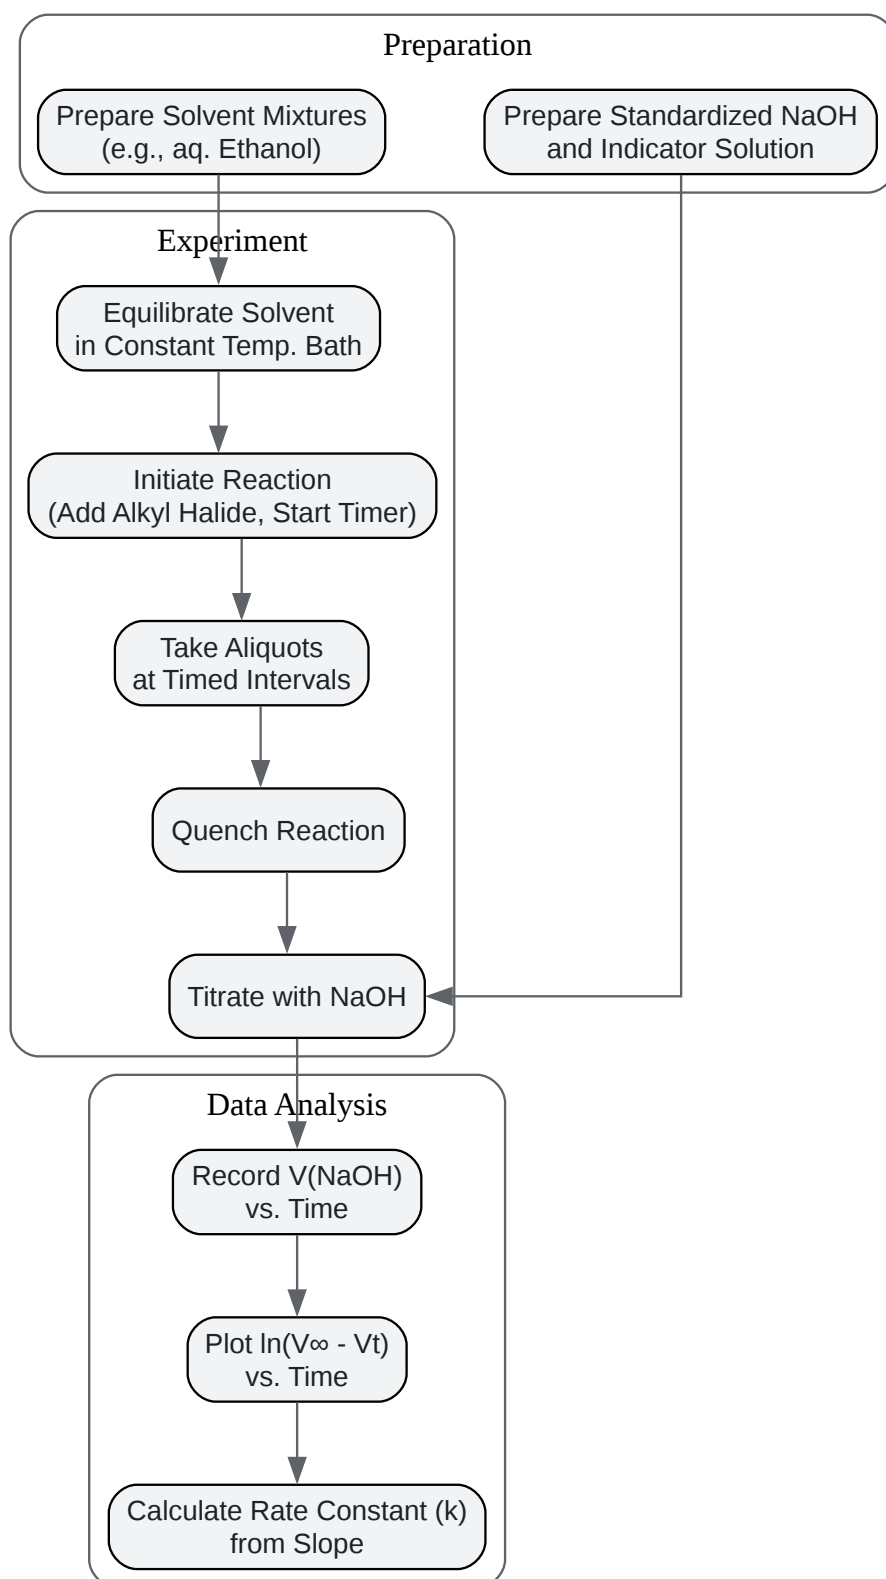 Preparation
Prepare Solvent Mixtures
(e.g., aq. Ethanol)
Prepare Standardized NaOH
and Indicator Solution
Experiment
Equilibrate Solvent
in Constant Temp. Bath
Initiate Reaction
(Add Alkyl Halide, Start Timer)
Take Aliquots
at Timed Intervals
Quench Reaction
Titrate with NaOH
Data Analysis
Record V(NaOH)
vs. Time
Plot ln(V∞ - Vt)
vs. Time
Calculate Rate Constant (k)
from Slope